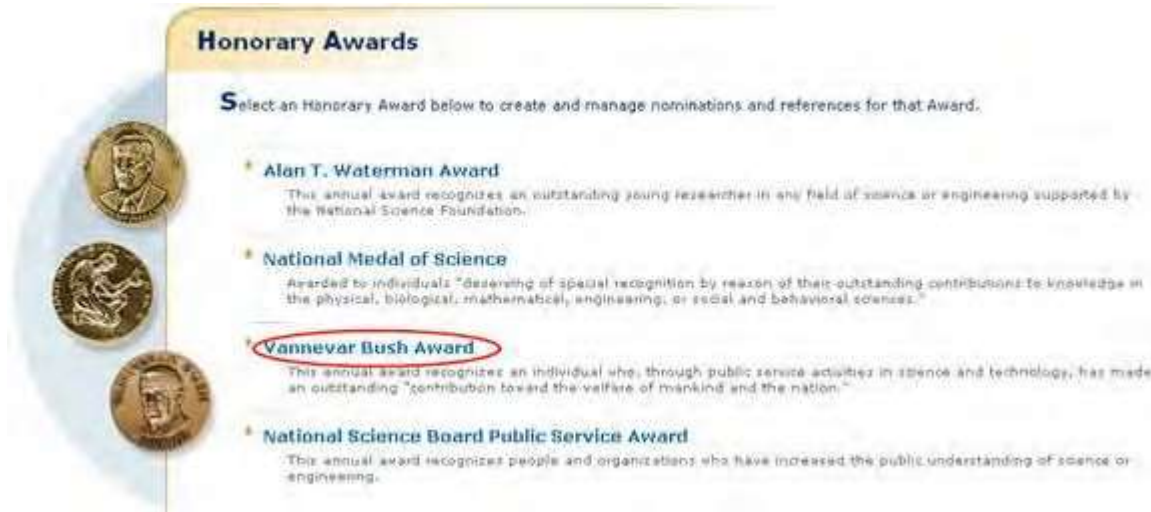 Honorary Awards
Select an Honorary Award below to create and manage nominations and references for that Award.
Alan T. Waterman Award
This annual award recognizes an outstanding young researcher in any field of science or engineering supported by
the National Science Foundation.
National Medal of Science
Awarded to individuals "deserving of special recognition by reason of their outstanding contributions to knowledge in
the physical, biological, mathematical, engineering, or social and behavioral sciences."
Vannevar Bush Award
This annual award recognizes an individual who, through public service activities in science and technology, has made
an outstanding "contribution toward the welfare of mankind and the nation."
National Science Board Public Service Award
This annual award recognizes people and organizations who have increased the public understanding of science or
engineering.